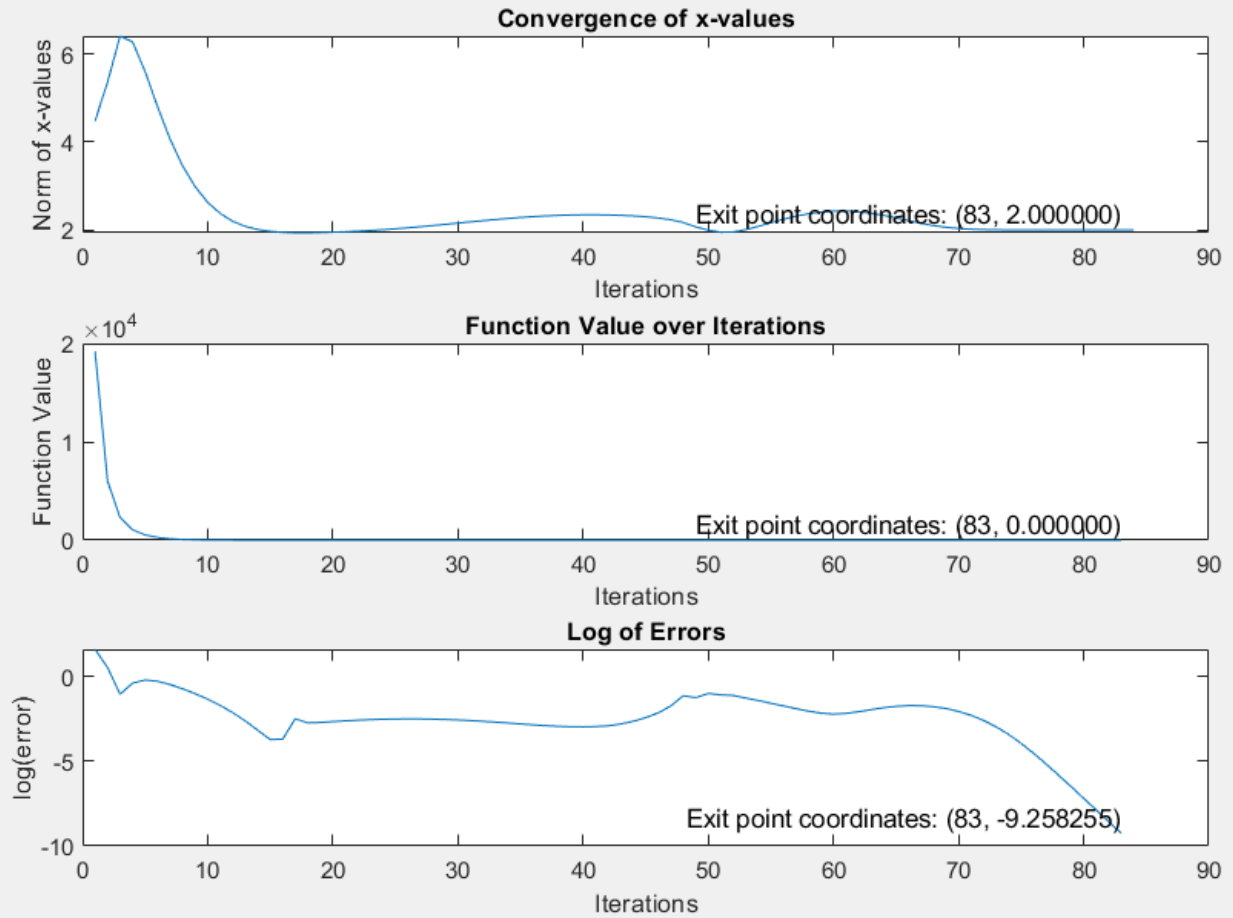 Convergence of x-values
Norm of x-values
6
4
2
Exit point coordinates: (83, 2.000000)
0 10 20 30 40 50 60 70 80 90
Iterations
×10⁴
Function Value over Iterations
Function Value
2
1
0
Exit point coordinates: (83, 0.000000)
0 10 20 30 40 50 60 70 80 90
Iterations
Log of Errors
log(error)
0
-5
-10
Exit point coordinates: (83, -9.258255)
0 10 20 30 40 50 60 70 80 90
Iterations